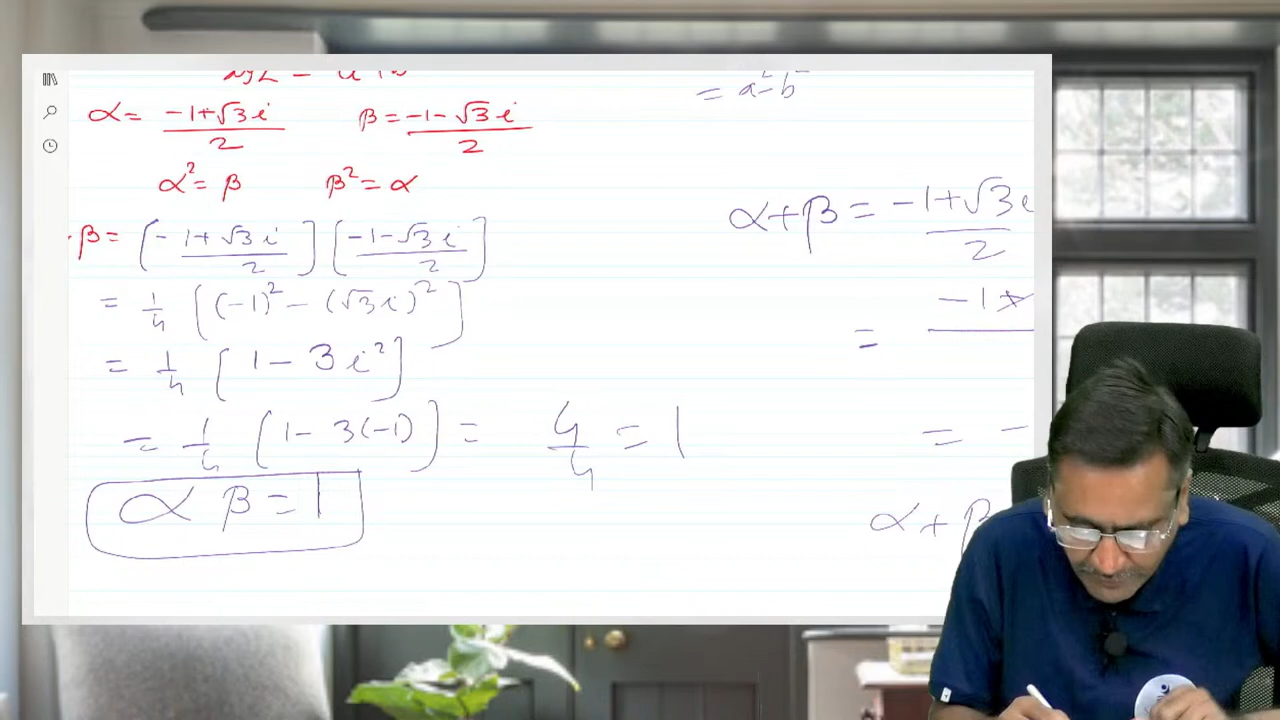 = a²-b²
α = (-1+√3i)/2 β = (-1-√3i)/2
α² = β β² = α
β = [(-1+√3i)/2] [(-1-√3i)/2]
= 1/4 [(-1)² - (√3i)²]
= 1/4 [1 - 3i²]
= 1/4 [1 - 3(-1)] = 4/4 = 1
αβ = 1
α+β = (-1+√3i)/2
= -1+
= -
α+β